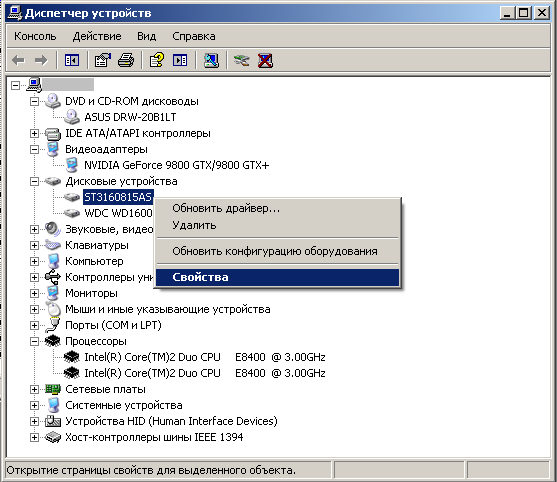 Диспетчер устройств
Консоль Действие Вид Справка
DVD и CD-ROM дисководы
ASUS DRW-20B1LT
IDE ATA/ATAPI контроллеры
Видеоадаптеры
NVIDIA GeForce 9800 GTX/9800 GTX+
Дисковые устройства
ST3160815AS
WDC WD1600
Звуковые, видео
Клавиатуры
Компьютер
Контроллеры уни
Мониторы
Мыши и иные указывающие устройства
Порты (COM и LPT)
Процессоры
Intel(R) Core(TM)2 Duo CPU E8400 @ 3.00GHz
Intel(R) Core(TM)2 Duo CPU E8400 @ 3.00GHz
Сетевые платы
Системные устройства
Устройства HID (Human Interface Devices)
Хост-контроллеры шины IEEE 1394
Обновить драйвер...
Удалить
Обновить конфигурацию оборудования
Свойства
Открытие страницы свойств для выделенного объекта.